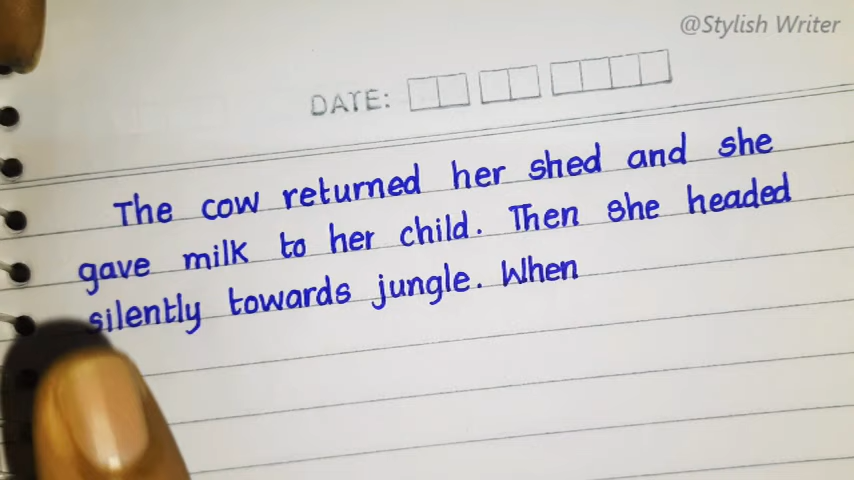 @Stylish Writer
DATE:
The cow returned her shed and she
gave milk to her child. Then she headed
silently towards jungle. When